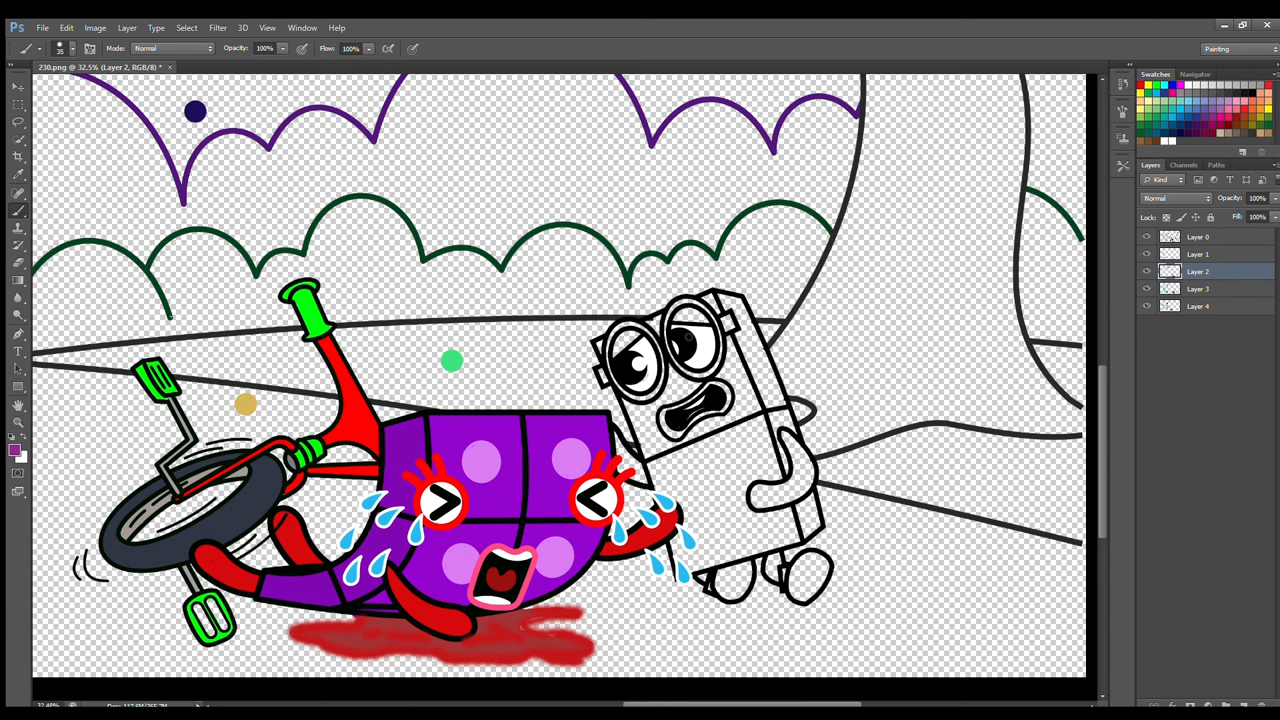 Ps File Edit Image Layer Type Select Filter 3D View Window Help
35 Mode: Normal Opacity: 100% Flow: 100% Painting
230.png @ 32.5% (Layer 2, RGB/8) * ×
Swatches Navigator
Layers Channels Paths
Kind
Normal Opacity: 100%
Lock: Fill: 100%
Layer 0
Layer 1
Layer 2
Layer 3
Layer 4